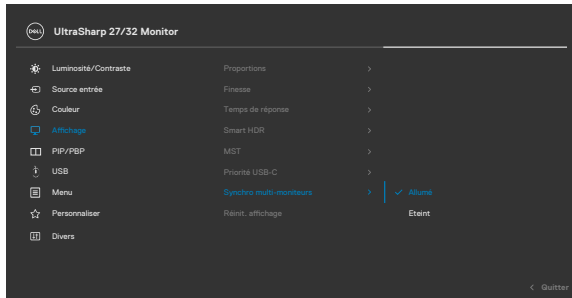 DELL UltraSharp 27/32 Monitor
Luminosité/Contraste Proportions
Source entrée Finesse
Couleur Temps de réponse
Affichage Smart HDR
PIP/PBP MST
USB Priorité USB-C
Menu Synchro multi-moniteurs Allumé
Personnaliser Réinit. affichage Eteint
Divers
Quitter